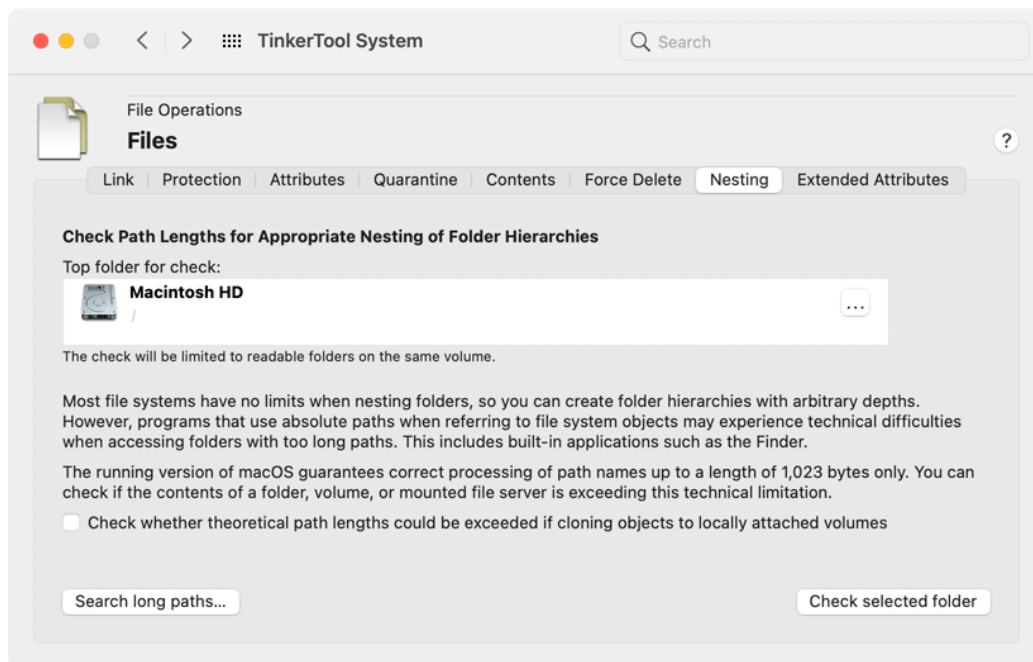 TinkerTool System
Search
File Operations
Files
?
Link Protection Attributes Quarantine Contents Force Delete Nesting Extended Attributes
Check Path Lengths for Appropriate Nesting of Folder Hierarchies
Top folder for check:
Macintosh HD
/
...
The check will be limited to readable folders on the same volume.
Most file systems have no limits when nesting folders, so you can create folder hierarchies with arbitrary depths.
However, programs that use absolute paths when referring to file system objects may experience technical difficulties
when accessing folders with too long paths. This includes built-in applications such as the Finder.
The running version of macOS guarantees correct processing of path names up to a length of 1,023 bytes only. You can
check if the contents of a folder, volume, or mounted file server is exceeding this technical limitation.
Check whether theoretical path lengths could be exceeded if cloning objects to locally attached volumes
Search long paths...
Check selected folder